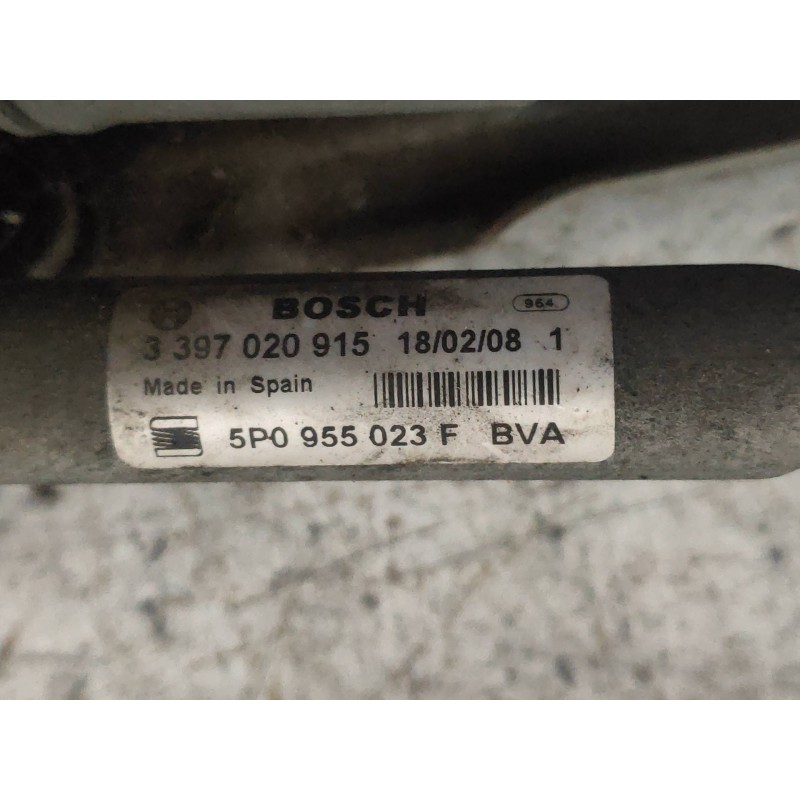 BOSCH 964
3 397 020 915 18/02/08 1
Made in Spain
5P0 955 023 F BVA